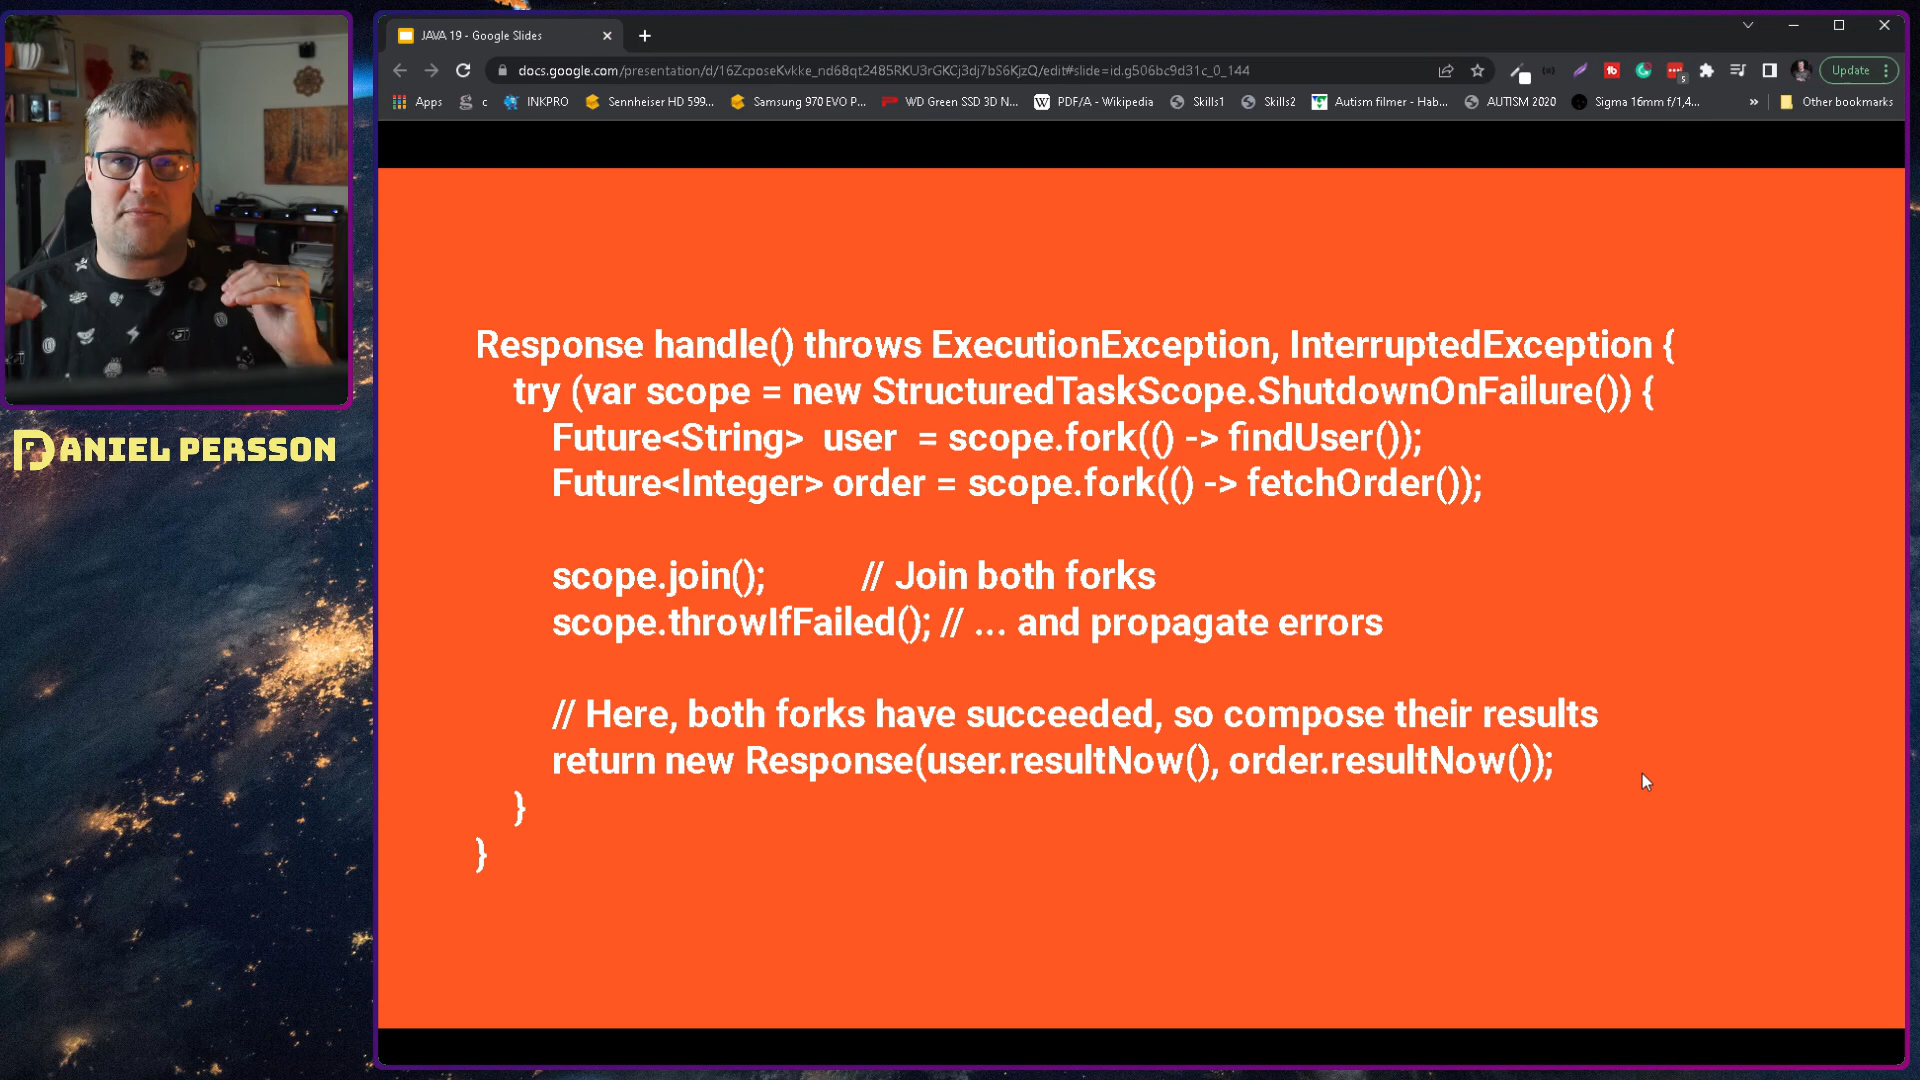 JAVA 19 - Google Slides
docs.google.com/presentation/d/16ZcposeKvkke_nd68qt2485RKU3rGKCj3dj7bS6KjzQ/edit#slide=id.g506bc9d31c_0_144
Update
Apps
c
INKPRO
Sennheiser HD 599...
Samsung 970 EVO P...
WD Green SSD 3D N...
PDF/A - Wikipedia
Skills1
Skills2
Autism filmer - Hab...
AUTISM 2020
Sigma 16mm f/1,4...
»
Other bookmarks
DANIEL PERSSON
Response handle() throws ExecutionException, InterruptedException {
try (var scope = new StructuredTaskScope.ShutdownOnFailure()) {
Future<String> user = scope.fork(() -> findUser());
Future<Integer> order = scope.fork(() -> fetchOrder());
scope.join(); // Join both forks
scope.throwIfFailed(); // ... and propagate errors
// Here, both forks have succeeded, so compose their results
return new Response(user.resultNow(), order.resultNow());
}
}